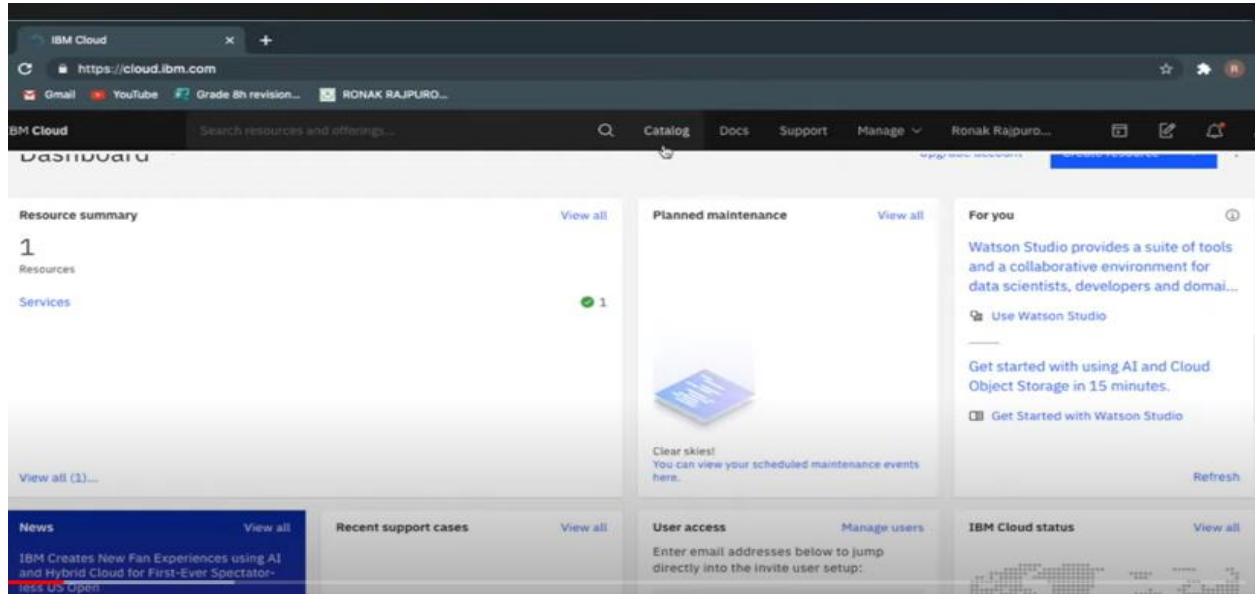 IBM Cloud
https://cloud.ibm.com
Gmail YouTube Grade 8h revision... RONAK RAJPURO...
BM Cloud Search resources and offerings... Catalog Docs Support Manage Ronak Rajpuro...
Dashboard Upgrade account Create resource
Resource summary View all
1
Resources
Services 1
View all (1)...
Planned maintenance View all
Clear skies!
You can view your scheduled maintenance events
here.
For you
Watson Studio provides a suite of tools
and a collaborative environment for
data scientists, developers and domai...
Use Watson Studio
Get started with using AI and Cloud
Object Storage in 15 minutes.
Get Started with Watson Studio
Refresh
News View all
IBM Creates New Fan Experiences using AI
and Hybrid Cloud for First-Ever Spectator-
less US Open
Recent support cases View all
User access Manage users
Enter email addresses below to jump
directly into the invite user setup:
IBM Cloud status View all